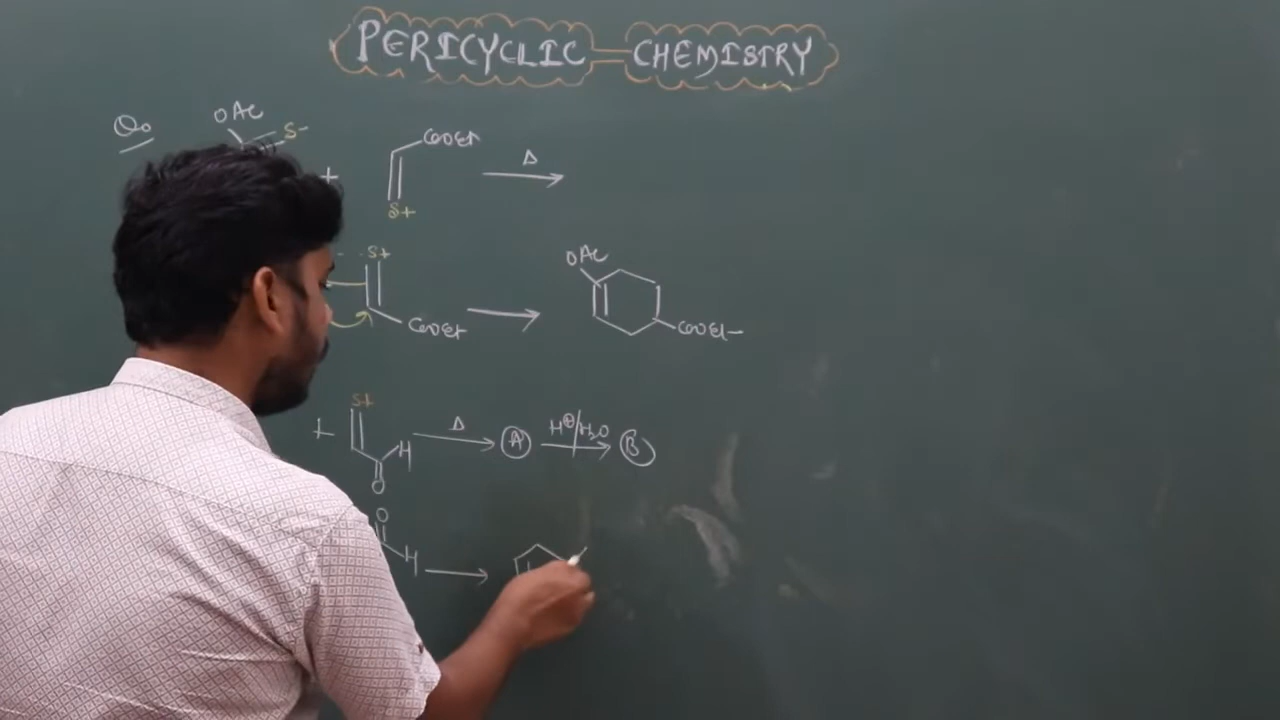 PERICYCLIC CHEMISTRY
Q.
OAc
S-
+
COOEt
S+
Δ
S+
COOEt
OAc
COOEt
+
S+
H
O
Δ
A
H⊕/H2O
B
O
H